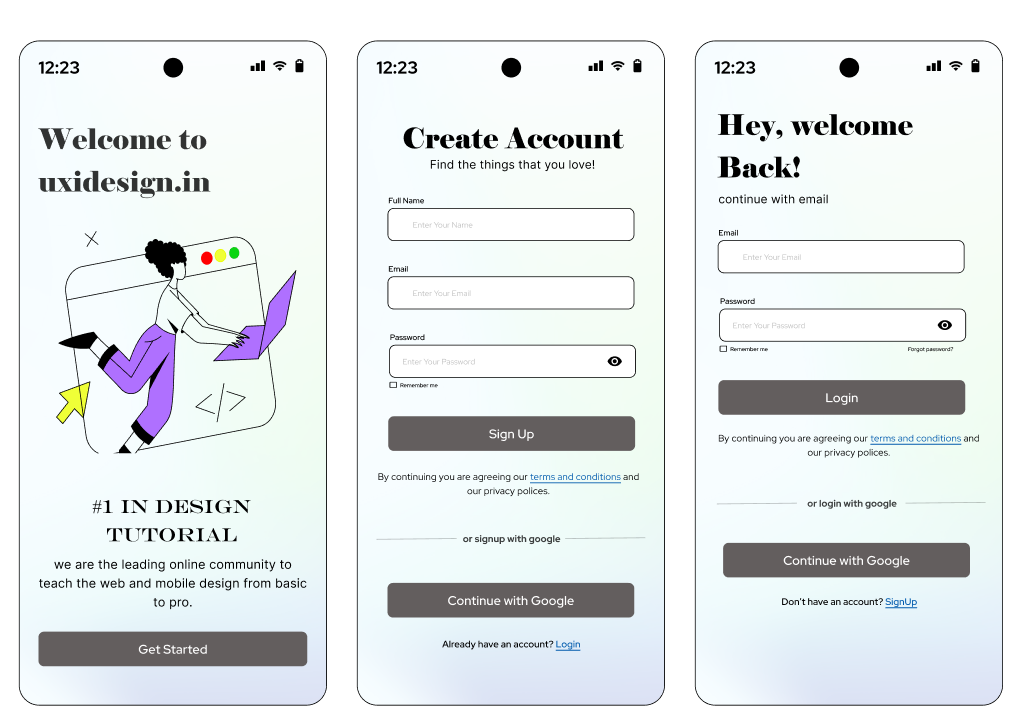 12:23
Welcome to
uxidesign.in
</>
#1 IN DESIGN
TUTORIAL
we are the leading online community to
teach the web and mobile design from basic
to pro.
Get Started
12:23
Create Account
Find the things that you love!
Full Name
Enter Your Name
Email
Enter Your Email
Password
Enter Your Password
Remember me
Sign Up
By continuing you are agreeing our terms and conditions and
our privacy polices.
or signup with google
Continue with Google
Already have an account? Login
12:23
Hey, welcome
Back!
continue with email
Email
Enter Your Email
Password
Enter Your Password
Remember me
Forgot password?
Login
By continuing you are agreeing our terms and conditions and
our privacy polices.
or login with google
Continue with Google
Don't have an account? SignUp